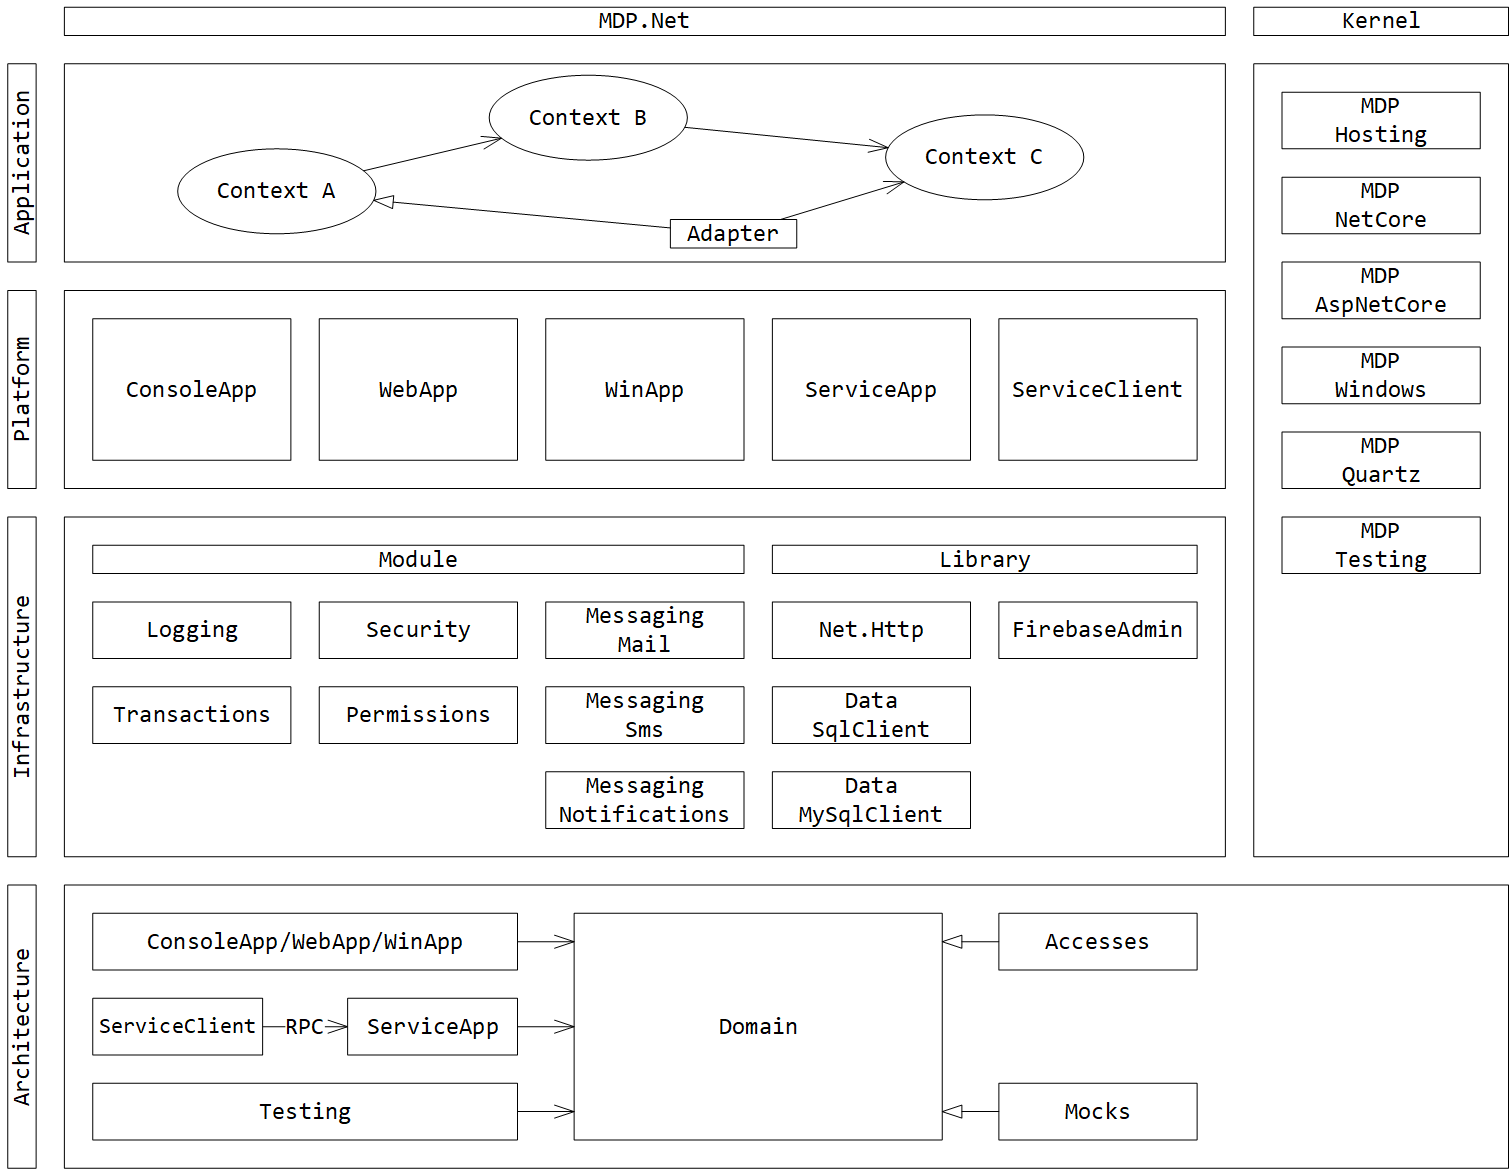 MDP.Net
Kernel
Application
Context A
Context B
Context C
Adapter
Platform
ConsoleApp
WebApp
WinApp
ServiceApp
ServiceClient
Infrastructure
Module
Library
Logging
Security
Messaging
Mail
Net.Http
FirebaseAdmin
Transactions
Permissions
Messaging
Sms
Data
SqlClient
Messaging
Notifications
Data
MySqlClient
MDP
Hosting
MDP
NetCore
MDP
AspNetCore
MDP
Windows
MDP
Quartz
MDP
Testing
Architecture
ConsoleApp/WebApp/WinApp
ServiceClient
RPC
ServiceApp
Testing
Domain
Accesses
Mocks